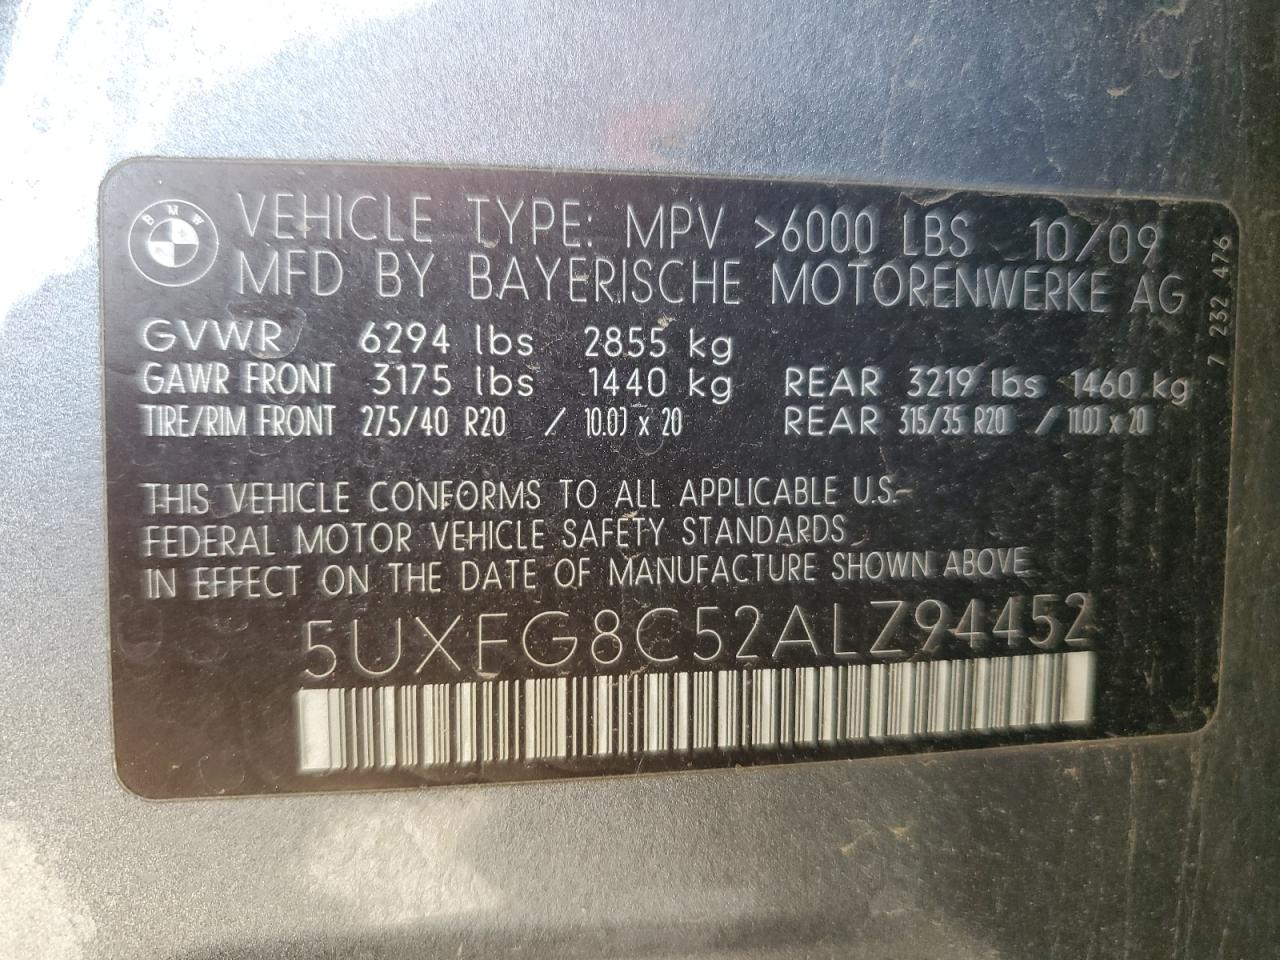 BMW
VEHICLE TYPE: MPV >6000 LBS 10/09
MFD BY BAYERISCHE MOTORENWERKE AG
GVWR 6294 lbs 2855 kg
GAWR FRONT 3175 lbs 1440 kg REAR 3219 lbs 1460 kg
TIRE/RIM FRONT 275/40 R20 / 10.0J x 20 REAR 315/35 R20 / 11.0J x 20
THIS VEHICLE CONFORMS TO ALL APPLICABLE U.S.
FEDERAL MOTOR VEHICLE SAFETY STANDARDS
IN EFFECT ON THE DATE OF MANUFACTURE SHOWN ABOVE
5UXFG8C52ALZ94452
7 232 476